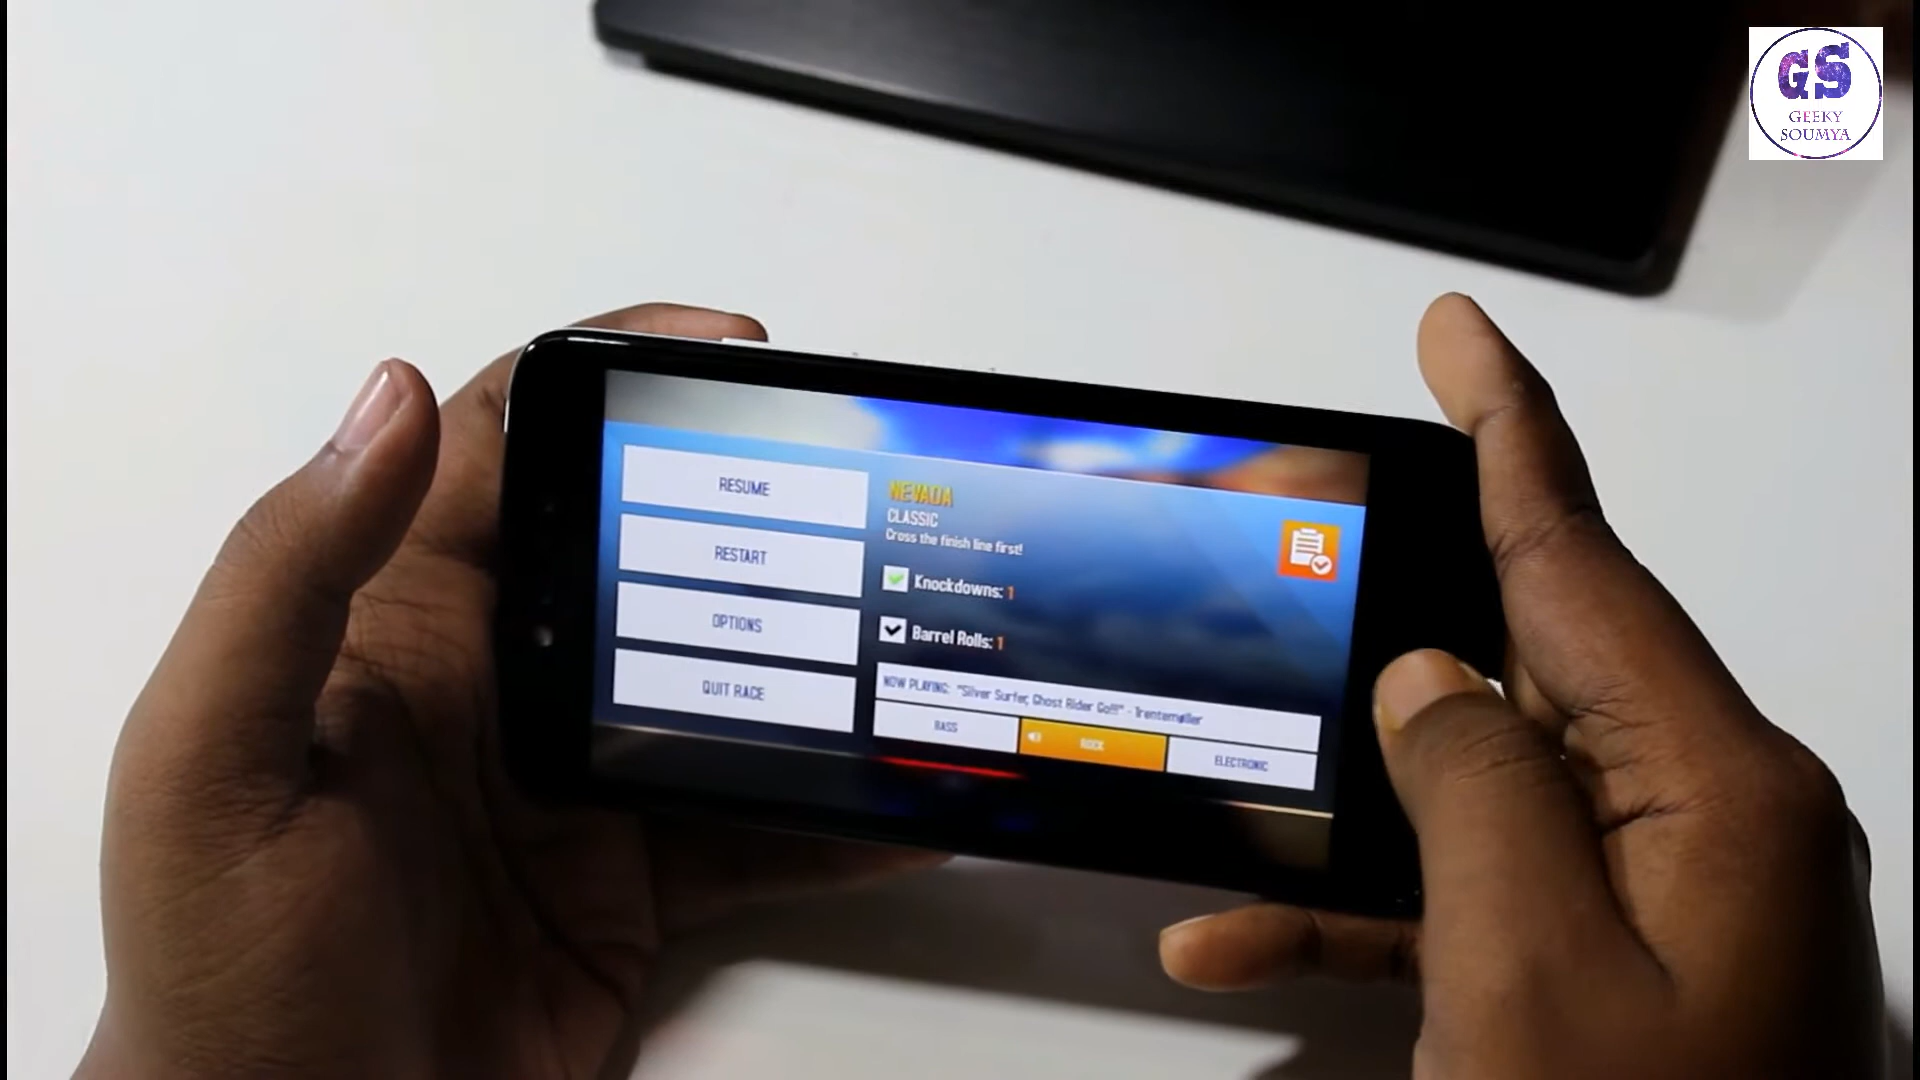 GS
GEEKY
SOUMYA
RESUME
RESTART
OPTIONS
QUIT RACE
NEVADA
CLASSIC
Cross the finish line first!
Knockdowns: 1
Barrel Rolls: 1
NOW PLAYING: "Silver Surfer, Ghost Rider Go!!!" - Trentemøller
BASS
ROCK
ELECTRONIC